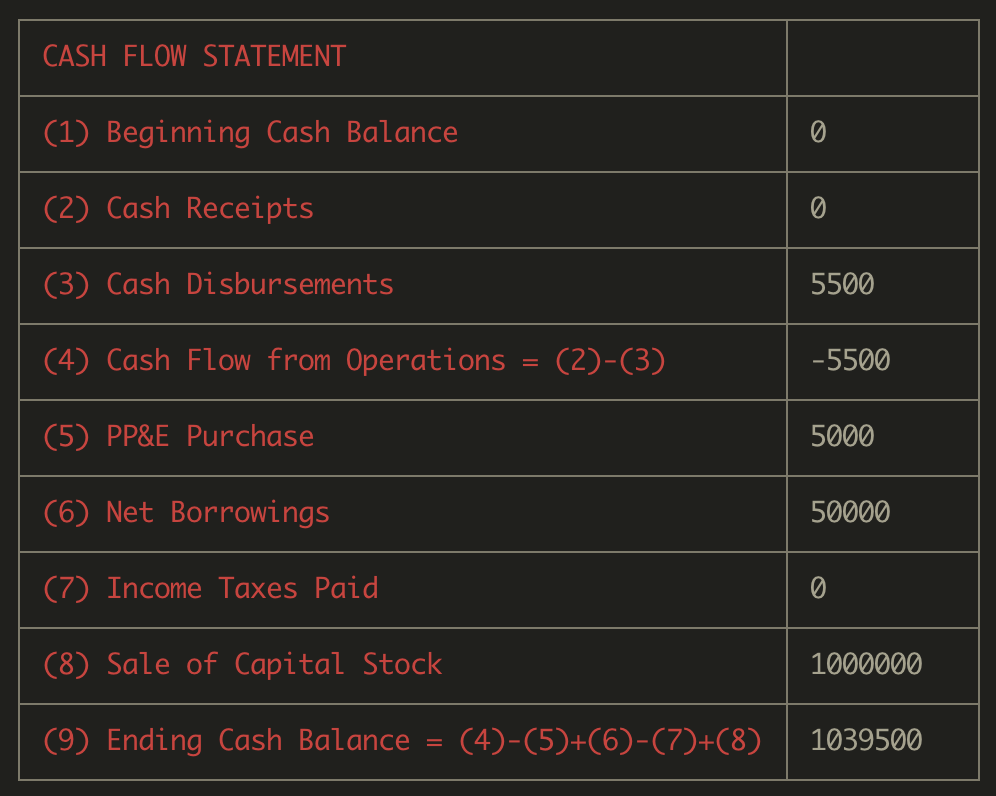 CASH FLOW STATEMENT
(1) Beginning Cash Balance 0
(2) Cash Receipts 0
(3) Cash Disbursements 5500
(4) Cash Flow from Operations = (2)-(3) -5500
(5) PP&E Purchase 5000
(6) Net Borrowings 50000
(7) Income Taxes Paid 0
(8) Sale of Capital Stock 1000000
(9) Ending Cash Balance = (4)-(5)+(6)-(7)+(8) 1039500